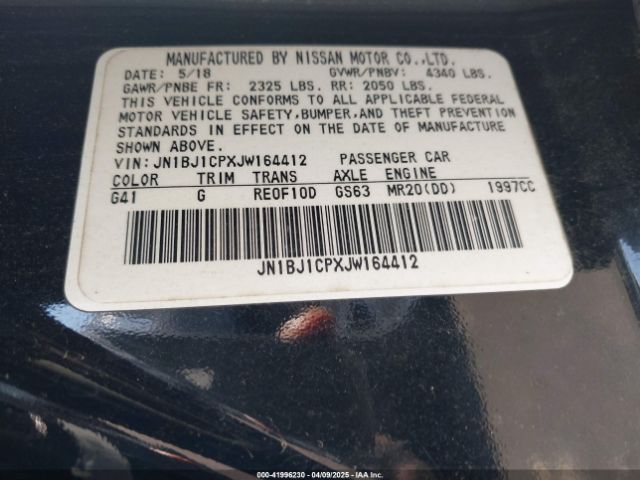 MANUFACTURED BY NISSAN MOTOR CO.,LTD.
DATE: 5/18 GVWR/PNBV: 4340 LBS.
GAWR/PNBE FR: 2325 LBS. RR: 2050 LBS.
THIS VEHICLE CONFORMS TO ALL APPLICABLE FEDERAL
MOTOR VEHICLE SAFETY,BUMPER,AND THEFT PREVENTION
STANDARDS IN EFFECT ON THE DATE OF MANUFACTURE
SHOWN ABOVE.
VIN: JN1BJ1CPXJW164412 PASSENGER CAR
COLOR TRIM TRANS AXLE ENGINE
G41 G RE0F10D GS63 MR20(DD) 1997CC
JN1BJ1CPXJW164412
000-41996230 - 04/09/2025 - IAA Inc.